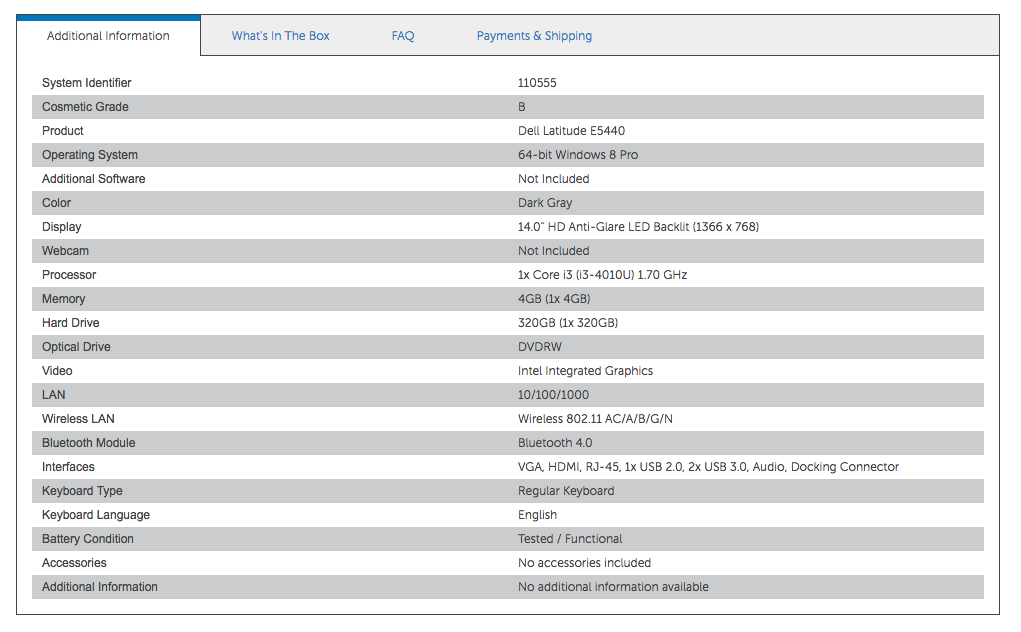 Additional Information What's In The Box FAQ Payments & Shipping
System Identifier 110555
Cosmetic Grade B
Product Dell Latitude E5440
Operating System 64-bit Windows 8 Pro
Additional Software Not Included
Color Dark Gray
Display 14.0" HD Anti-Glare LED Backlit (1366 x 768)
Webcam Not Included
Processor 1x Core i3 (i3-4010U) 1.70 GHz
Memory 4GB (1x 4GB)
Hard Drive 320GB (1x 320GB)
Optical Drive DVDRW
Video Intel Integrated Graphics
LAN 10/100/1000
Wireless LAN Wireless 802.11 AC/A/B/G/N
Bluetooth Module Bluetooth 4.0
Interfaces VGA, HDMI, RJ-45, 1x USB 2.0, 2x USB 3.0, Audio, Docking Connector
Keyboard Type Regular Keyboard
Keyboard Language English
Battery Condition Tested / Functional
Accessories No accessories included
Additional Information No additional information available